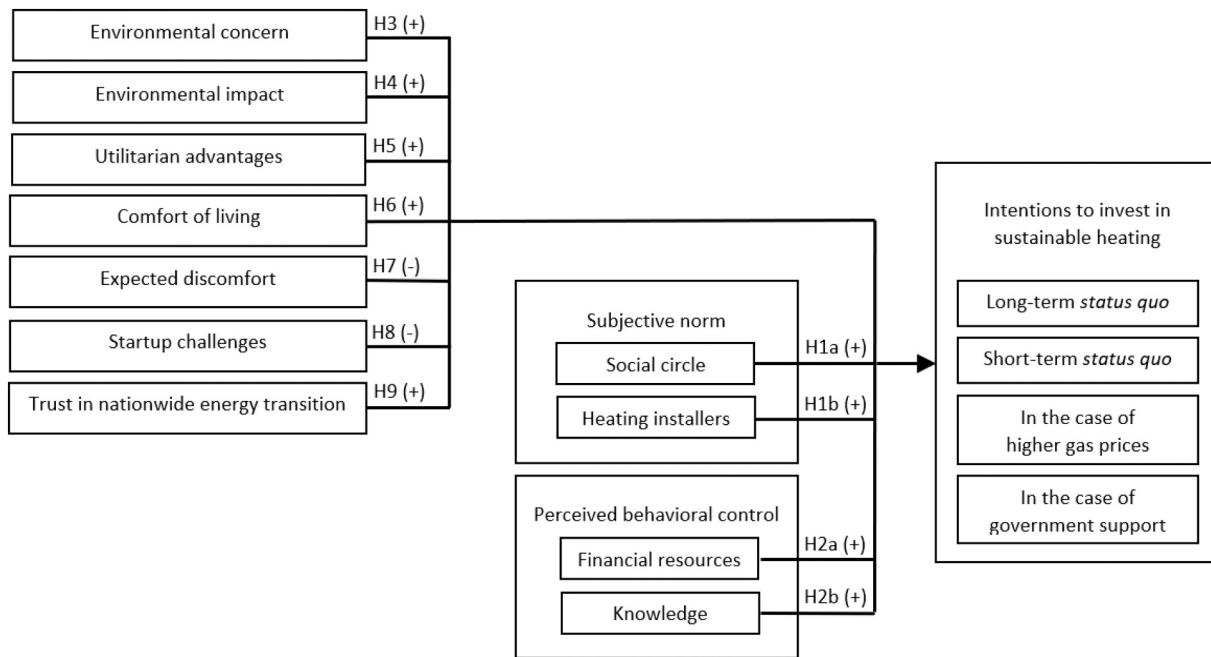 Environmental concern
H3 (+)
Environmental impact
H4 (+)
Utilitarian advantages
H5 (+)
Comfort of living
H6 (+)
Expected discomfort
H7 (-)
Startup challenges
H8 (-)
Trust in nationwide energy transition
H9 (+)
Subjective norm
Social circle
H1a (+)
Heating installers
H1b (+)
Perceived behavioral control
Financial resources
H2a (+)
Knowledge
H2b (+)
Intentions to invest in
sustainable heating
Long-term status quo
Short-term status quo
In the case of
higher gas prices
In the case of
government support